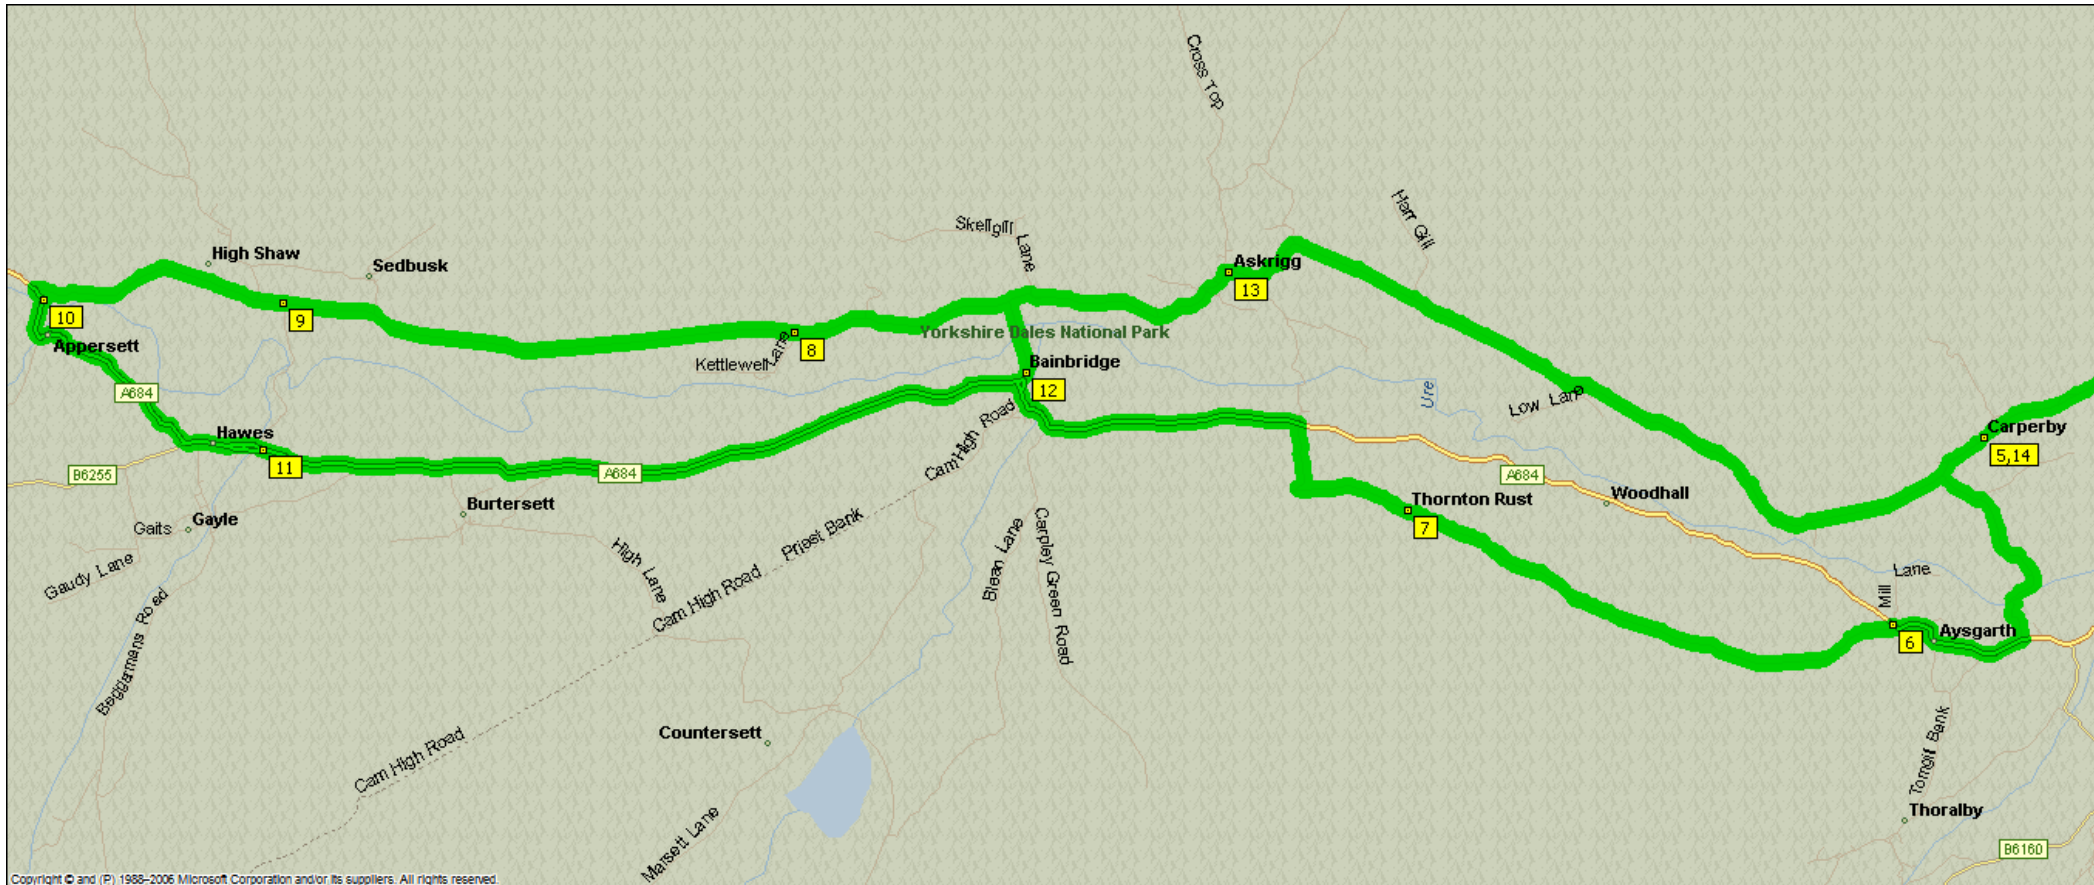 Cross Top
Harr Gill
Skellgill Lane
High Shaw
Sedbusk
Askrigg
13
10
9
8
Yorkshire Dales National Park
Appersett
Kettlewell Lane
Bainbridge
12
A684
Ure
Low Lane
Cam High Road
Carperby
5,14
Hawes
11
B6255
A684
A684
Burtersett
Thornton Rust
7
Woodhall
Gaits
Gayle
Gaudy Lane
High Lane
Priest Bank
Cam High Road
Blean Lane
Carpley Green Road
Lane
Mill
6
Aysgarth
Beggarmans Road
Cam High Road
Countersett
Marsett Lane
Tomgill Bank
Thoralby
B6160
Copyright © and (P) 1988–2006 Microsoft Corporation and/or its suppliers. All rights reserved.